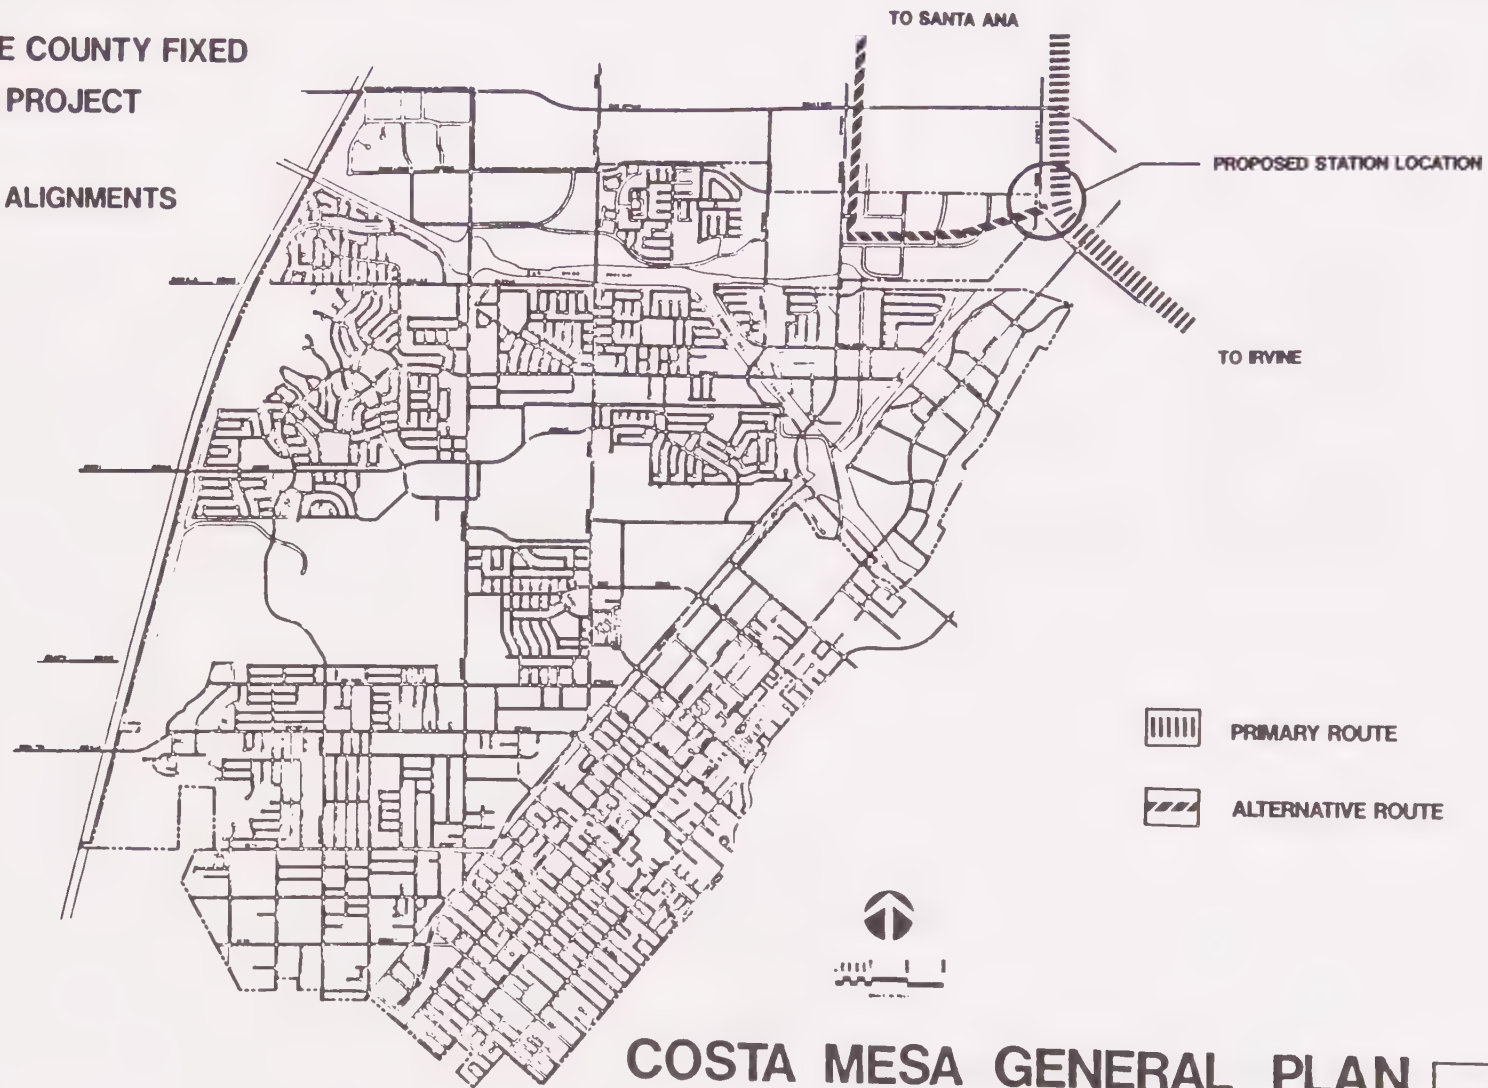 E COUNTY FIXED
PROJECT
ALIGNMENTS
TO SANTA ANA
PROPOSED STATION LOCATION
TO IRVINE
PRIMARY ROUTE
ALTERNATIVE ROUTE
COSTA MESA GENERAL PLAN